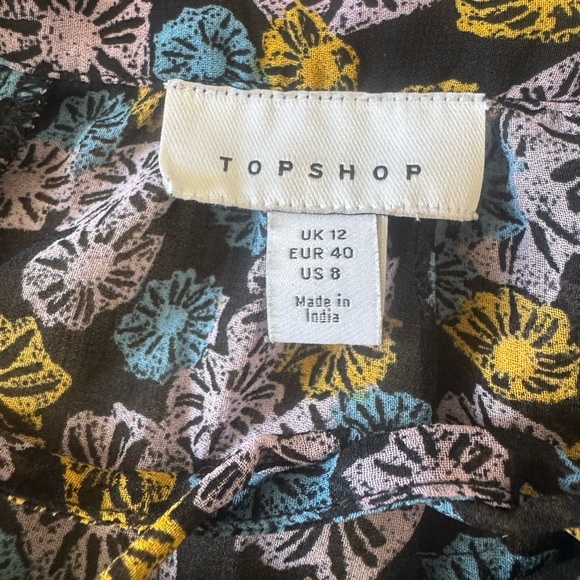 TOPSHOP
UK 12
EUR 40
US 8
Made in
India